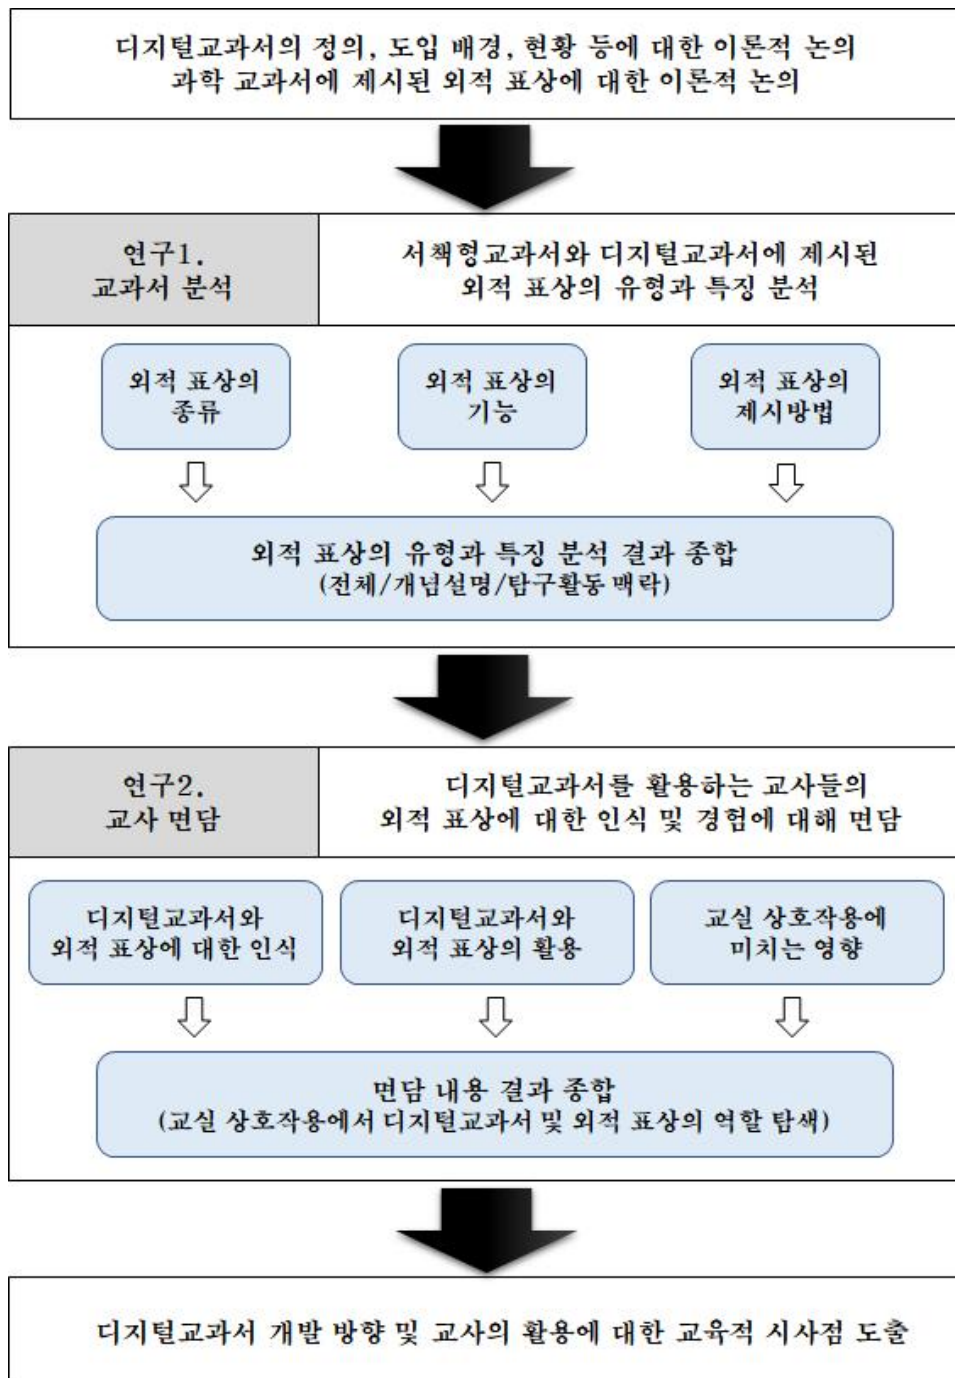 디지털교과서의 정의, 도입 배경, 현황 등에 대한 이론적 논의
과학 교과서에 제시된 외적 표상에 대한 이론적 논의
연구1.
교과서 분석
서책형교과서와 디지털교과서에 제시된
외적 표상의 유형과 특징 분석
외적 표상의
종류
외적 표상의
기능
외적 표상의
제시방법
외적 표상의 유형과 특징 분석 결과 종합
(전체/개념설명/탐구활동 맥락)
연구2.
교사 면담
디지털교과서를 활용하는 교사들의
외적 표상에 대한 인식 및 경험에 대해 면담
디지털교과서와
외적 표상에 대한 인식
디지털교과서와
외적 표상의 활용
교실 상호작용에
미치는 영향
면담 내용 결과 종합
(교실 상호작용에서 디지털교과서 및 외적 표상의 역할 탐색)
디지털교과서 개발 방향 및 교사의 활용에 대한 교육적 시사점 도출